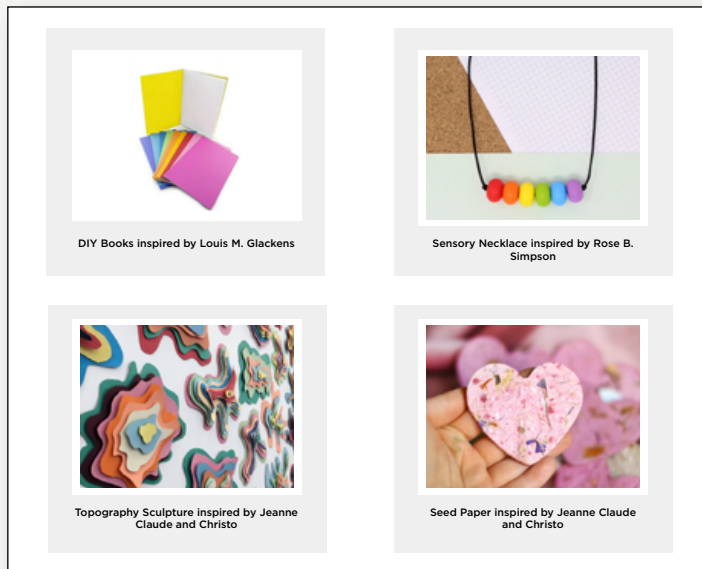 DIY Books inspired by Louis M. Glackens
Sensory Necklace inspired by Rose B.
Simpson
Topography Sculpture inspired by Jeanne
Claude and Christo
Seed Paper inspired by Jeanne Claude
and Christo